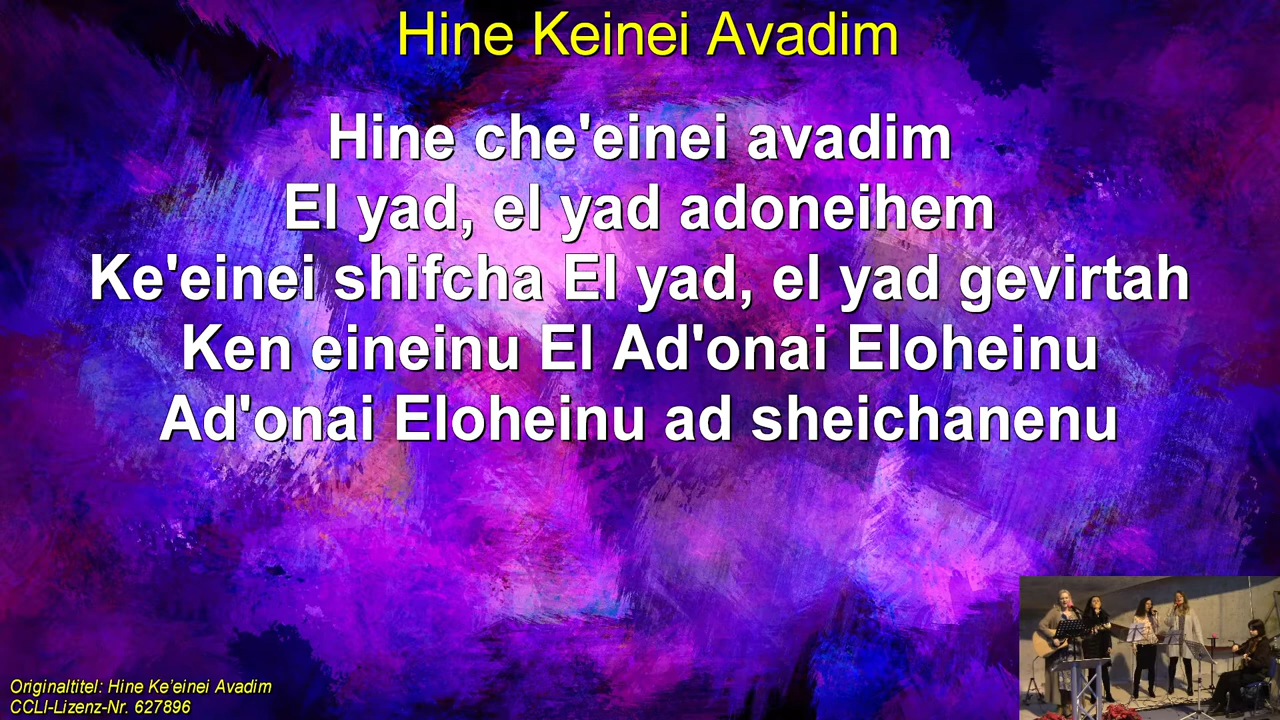 Hine Keinei Avadim
Hine che'einei avadim
El yad, el yad adoneihem
Ke'einei shifcha El yad, el yad gevirtah
Ken eineinu El Ad'onai Eloheinu
Ad'onai Eloheinu ad sheichanenu
Originaltitel: Hine Ke’einei Avadim
CCLI-Lizenz-Nr. 627896